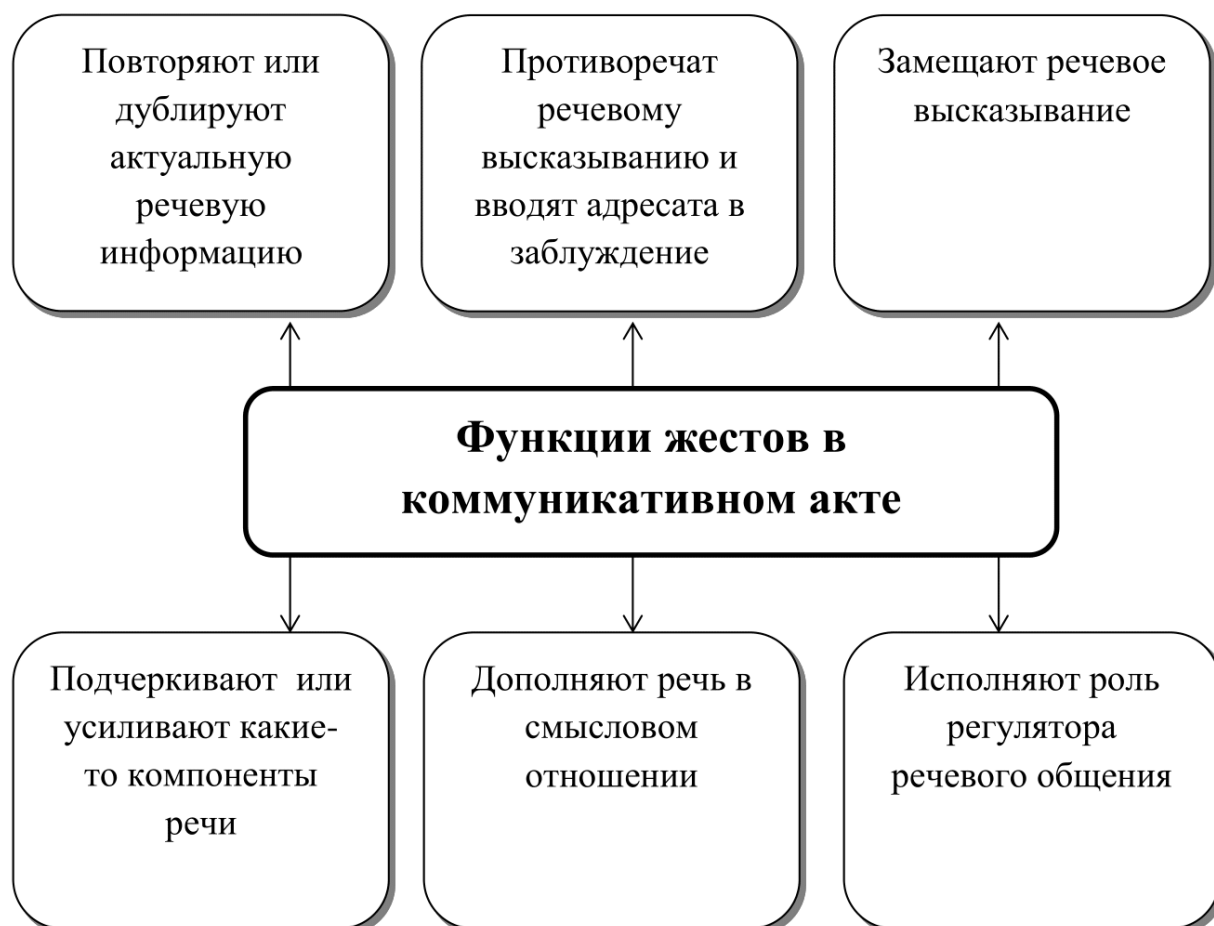 Повторяют или
дублируют
актуальную
речевую
информацию
Противоречат
речевому
высказыванию и
вводят адресата в
заблуждение
Замещают речевое
высказывание
Функции жестов в
коммуникативном акте
Подчеркивают  или
усиливают какие-
то компоненты
речи
Дополняют речь в
смысловом
отношении
Исполняют роль
регулятора
речевого общения